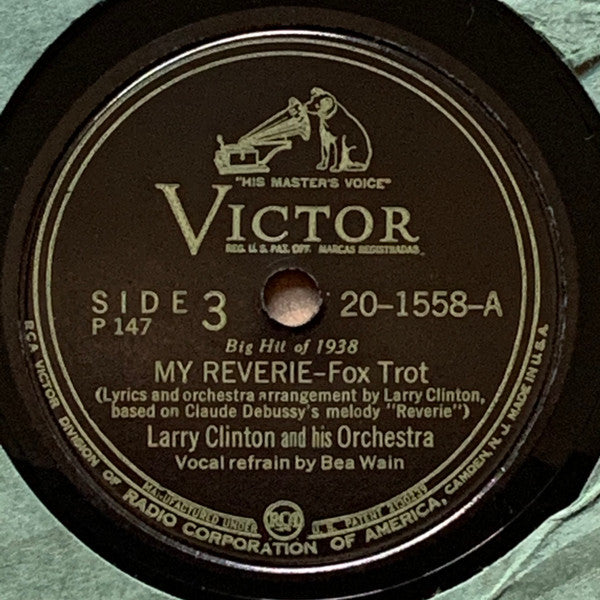 "HIS MASTER'S VOICE"
VICTOR
REG. U. S. PAT. OFF. MARCAS REGISTRADAS
SIDE 3 20-1558-A
P 147
Big Hit of 1938
MY REVERIE-Fox Trot
(Lyrics and orchestra arrangement by Larry Clinton,
based on Claude Debussy's melody "Reverie")
Larry Clinton and his Orchestra
Vocal refrain by Bea Wain
MANUFACTURED UNDER RCA U. S. PATENT 2130239
RCA VICTOR DIVISION OF RADIO CORPORATION OF AMERICA, CAMDEN, N. J. MADE IN U.S.A.